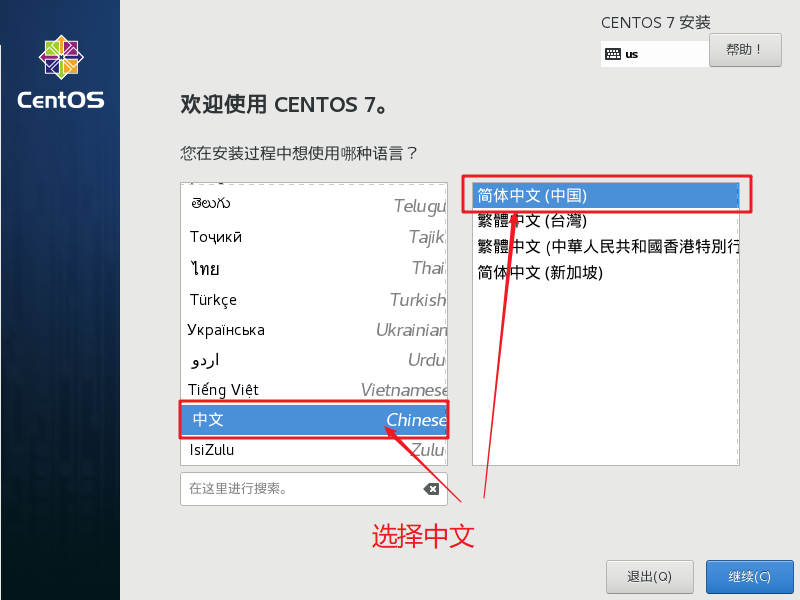 CentOS
CENTOS 7 安装
us
帮助！
欢迎使用 CENTOS 7。
您在安装过程中想使用哪种语言？
తెలుగు Telugu
Тоҷикӣ Tajik
ไทย Thai
Türkçe Turkish
Українська Ukrainian
اردو Urdu
Tiếng Việt Vietnamese
中文 Chinese
IsiZulu Zulu
在这里进行搜索。
简体中文 (中国)
繁體中文 (台灣)
繁體中文 (中華人民共和國香港特別行
简体中文 (新加坡)
选择中文
退出(Q)
继续(C)